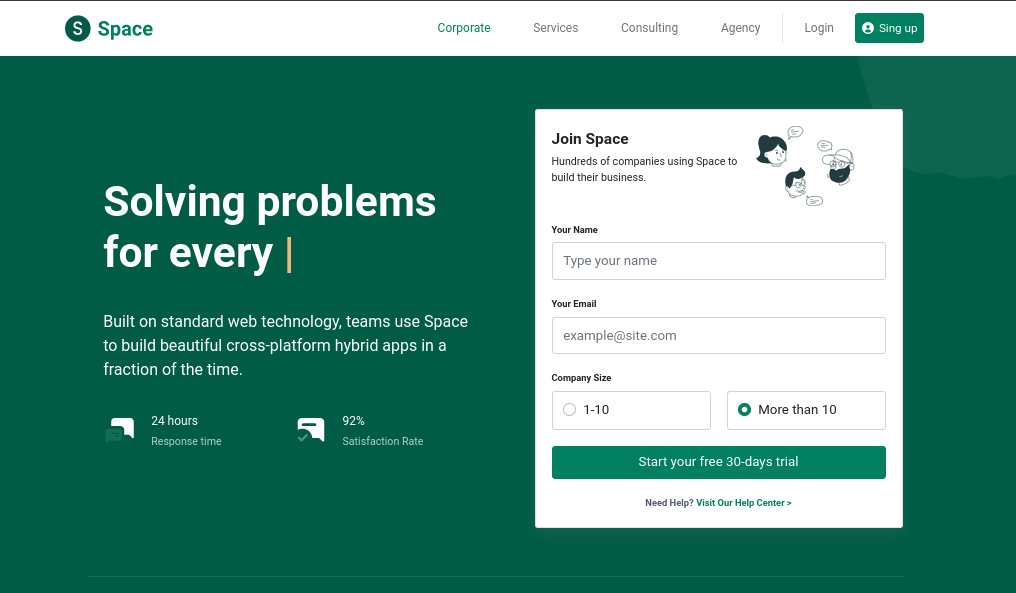 S Space
Corporate
Services
Consulting
Agency
Login
Sing up
Solving problems
for every |
Built on standard web technology, teams use Space
to build beautiful cross-platform hybrid apps in a
fraction of the time.
24 hours
Response time
92%
Satisfaction Rate
Join Space
Hundreds of companies using Space to
build their business.
Your Name
Type your name
Your Email
example@site.com
Company Size
1-10
More than 10
Start your free 30-days trial
Need Help? Visit Our Help Center >